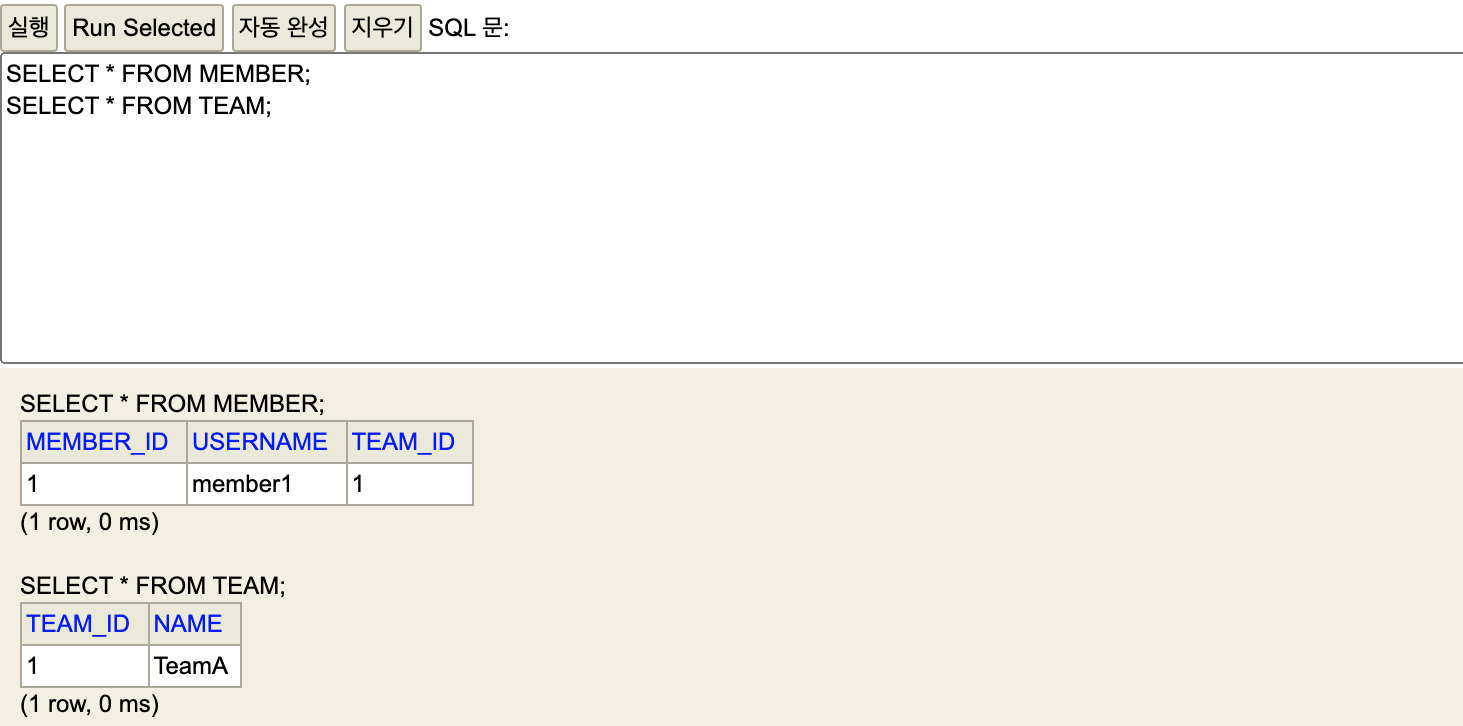 실행 Run Selected 자동 완성 지우기 SQL 문:
SELECT * FROM MEMBER;
SELECT * FROM TEAM;
SELECT * FROM MEMBER;
MEMBER_ID USERNAME TEAM_ID
1 member1 1
(1 row, 0 ms)
SELECT * FROM TEAM;
TEAM_ID NAME
1 TeamA
(1 row, 0 ms)